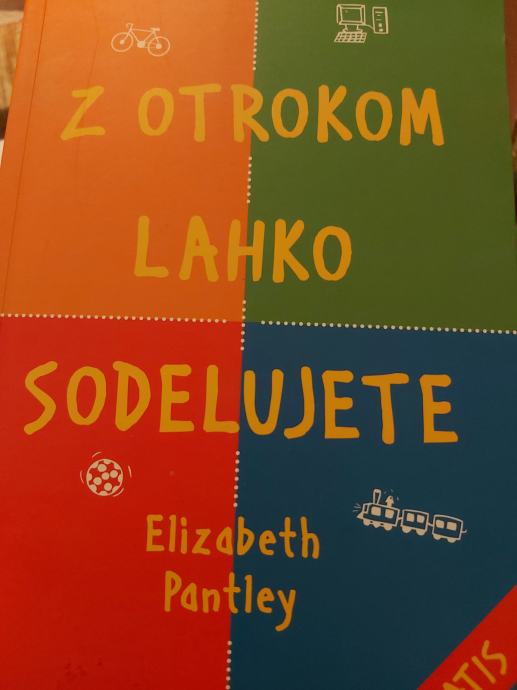 Z OTROKOM
LAHKO
SODELUJETE
Elizabeth
Pantley